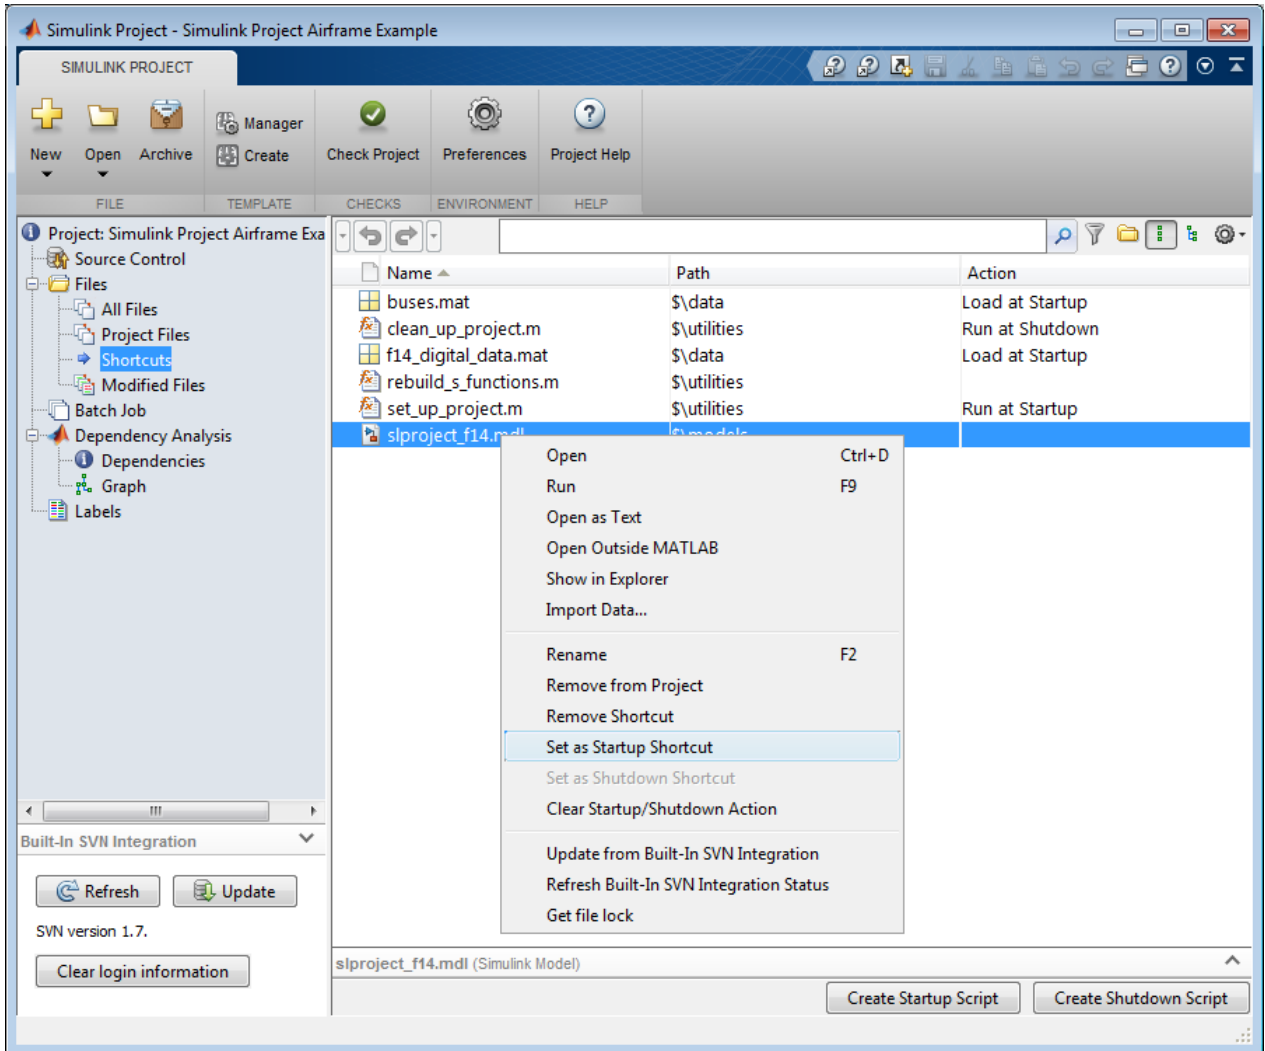 Simulink Project - Simulink Project Airframe Example
SIMULINK PROJECT
New
Open
Archive
Manager
Create
Check Project
Preferences
Project Help
FILE
TEMPLATE
CHECKS
ENVIRONMENT
HELP
Project: Simulink Project Airframe Exa
Source Control
Files
All Files
Project Files
Shortcuts
Modified Files
Batch Job
Dependency Analysis
Dependencies
Graph
Labels
Name Path Action
buses.mat $\data Load at Startup
clean_up_project.m $\utilities Run at Shutdown
f14_digital_data.mat $\data Load at Startup
rebuild_s_functions.m $\utilities
set_up_project.m $\utilities Run at Startup
slproject_f14.mdl $\models
Open Ctrl+D
Run F9
Open as Text
Open Outside MATLAB
Show in Explorer
Import Data...
Rename F2
Remove from Project
Remove Shortcut
Set as Startup Shortcut
Set as Shutdown Shortcut
Clear Startup/Shutdown Action
Update from Built-In SVN Integration
Refresh Built-In SVN Integration Status
Get file lock
Built-In SVN Integration
Refresh
Update
SVN version 1.7.
Clear login information
slproject_f14.mdl (Simulink Model)
Create Startup Script
Create Shutdown Script